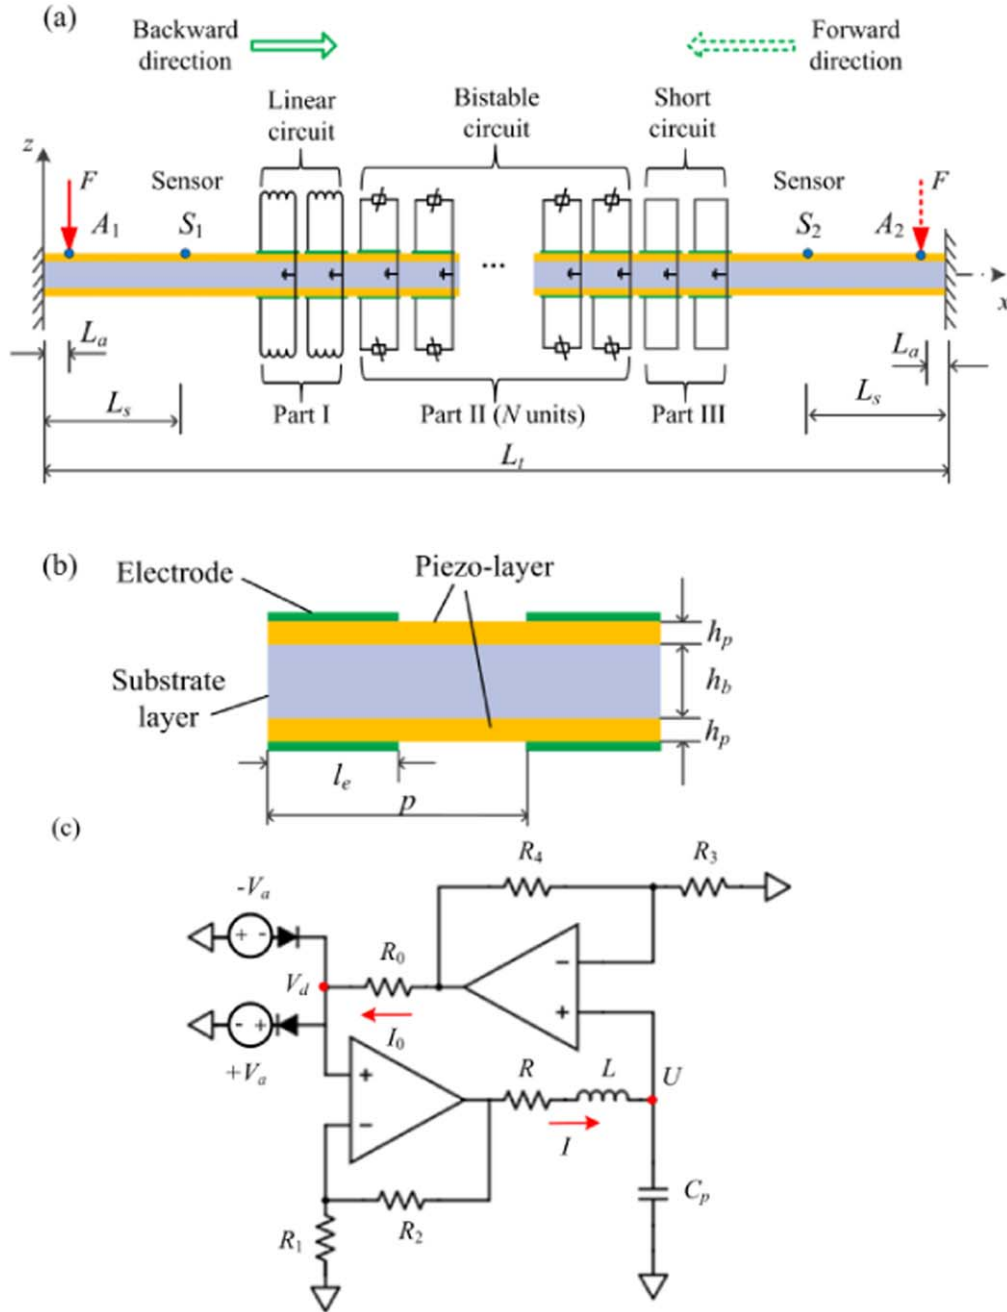 (a)
Backward
direction
Forward
direction
Linear
circuit
Bistable
circuit
Short
circuit
z
F
Sensor
Sensor
F
A₁
S₁
S₂
A₂
...
x
Lₐ
Lₐ
Lₛ
Lₛ
Part I
Part II (N units)
Part III
Lₜ
(b)
Electrode
Piezo-layer
hₚ
Substrate
layer
h_b
hₚ
lₑ
p
(c)
R₄
R₃
-Vₐ
+ -
R₀
−
V_d
- +
+
I₀
+Vₐ
+
R
L
U
−
I
R₂
Cₚ
R₁